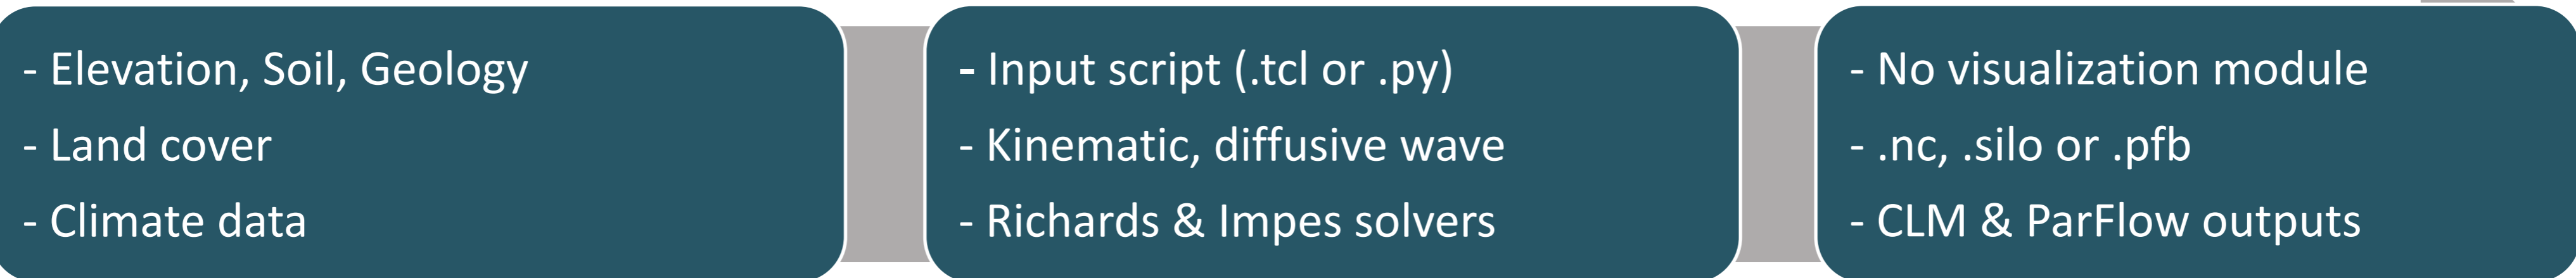 - Elevation, Soil, Geology
- Land cover
- Climate data
- Input script (.tcl or .py)
- Kinematic, diffusive wave
- Richards & Impes solvers
- No visualization module
- .nc, .silo or .pfb
- CLM & ParFlow outputs